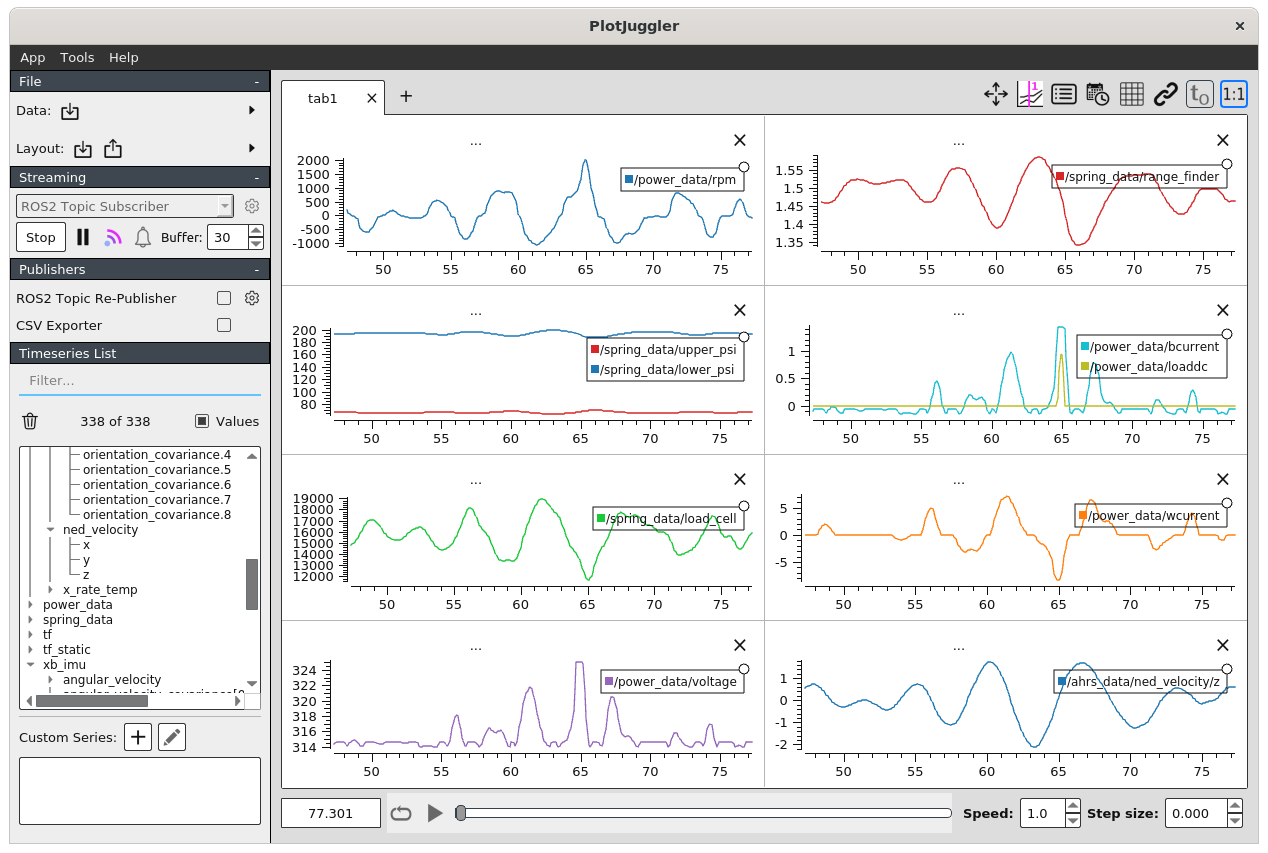 PlotJuggler
App Tools Help
File -
Data:
Layout:
Streaming -
ROS2 Topic Subscriber
Stop Buffer: 30
Publishers -
ROS2 Topic Re-Publisher
CSV Exporter
Timeseries List
Filter...
338 of 338 Values
orientation_covariance.4
orientation_covariance.5
orientation_covariance.6
orientation_covariance.7
orientation_covariance.8
ned_velocity
x
y
z
x_rate_temp
power_data
spring_data
tf
tf_static
xb_imu
angular_velocity
Custom Series:
tab1
t0 1:1
...
/power_data/rpm
2000
1500
1000
500
0
-500
-1000
50 55 60 65 70 75
...
/spring_data/range_finder
1.55
1.5
1.45
1.4
1.35
50 55 60 65 70 75
...
/spring_data/upper_psi
/spring_data/lower_psi
200
180
160
140
120
100
80
50 55 60 65 70 75
...
/power_data/bcurrent
/power_data/loaddc
1
0.5
0
50 55 60 65 70 75
...
/spring_data/load_cell
19000
18000
17000
16000
15000
14000
13000
12000
50 55 60 65 70 75
...
/power_data/wcurrent
5
0
-5
50 55 60 65 70 75
...
/power_data/voltage
324
322
320
318
316
314
50 55 60 65 70 75
...
/ahrs_data/ned_velocity/z
1
0
-1
-2
50 55 60 65 70 75
77.301 Speed: 1.0 Step size: 0.000